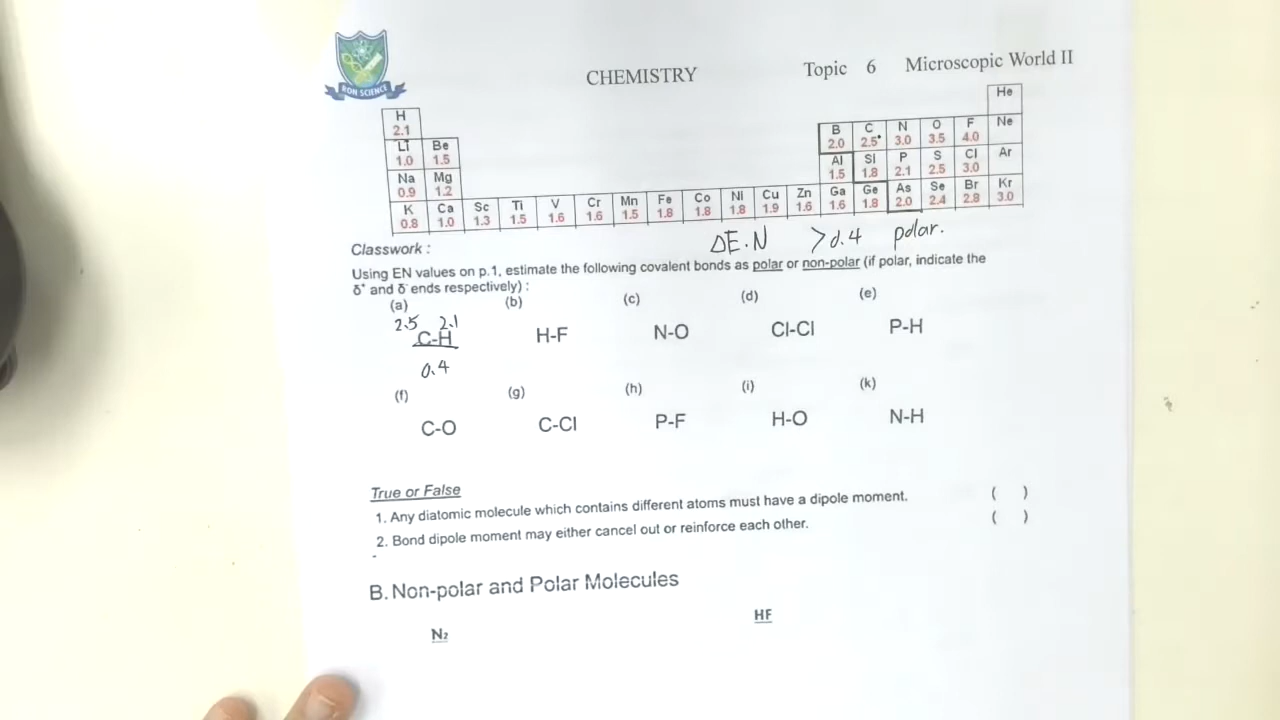 RON SCIENCE
CHEMISTRY Topic 6 Microscopic World II
H He
2.1
Li Be B C N O F Ne
1.0 1.5 2.0 2.5 3.0 3.5 4.0
Na Mg Al Si P S Cl Ar
0.9 1.2 1.5 1.8 2.1 2.5 3.0
K Ca Sc Ti V Cr Mn Fe Co Ni Cu Zn Ga Ge As Se Br Kr
0.8 1.0 1.3 1.5 1.6 1.6 1.5 1.8 1.8 1.8 1.9 1.6 1.6 1.8 2.0 2.4 2.8 3.0
ΔE.N >0.4 polar.
Classwork :
Using EN values on p.1, estimate the following covalent bonds as polar or non-polar (if polar, indicate the
δ⁺ and δ⁻ ends respectively) :
(a) (b) (c) (d) (e)
2.5 2.1
C-H H-F N-O Cl-Cl P-H
0.4
(f) (g) (h) (i) (k)
C-O C-Cl P-F H-O N-H
True or False
1. Any diatomic molecule which contains different atoms must have a dipole moment. ( )
2. Bond dipole moment may either cancel out or reinforce each other. ( )
B. Non-polar and Polar Molecules
N₂ HF